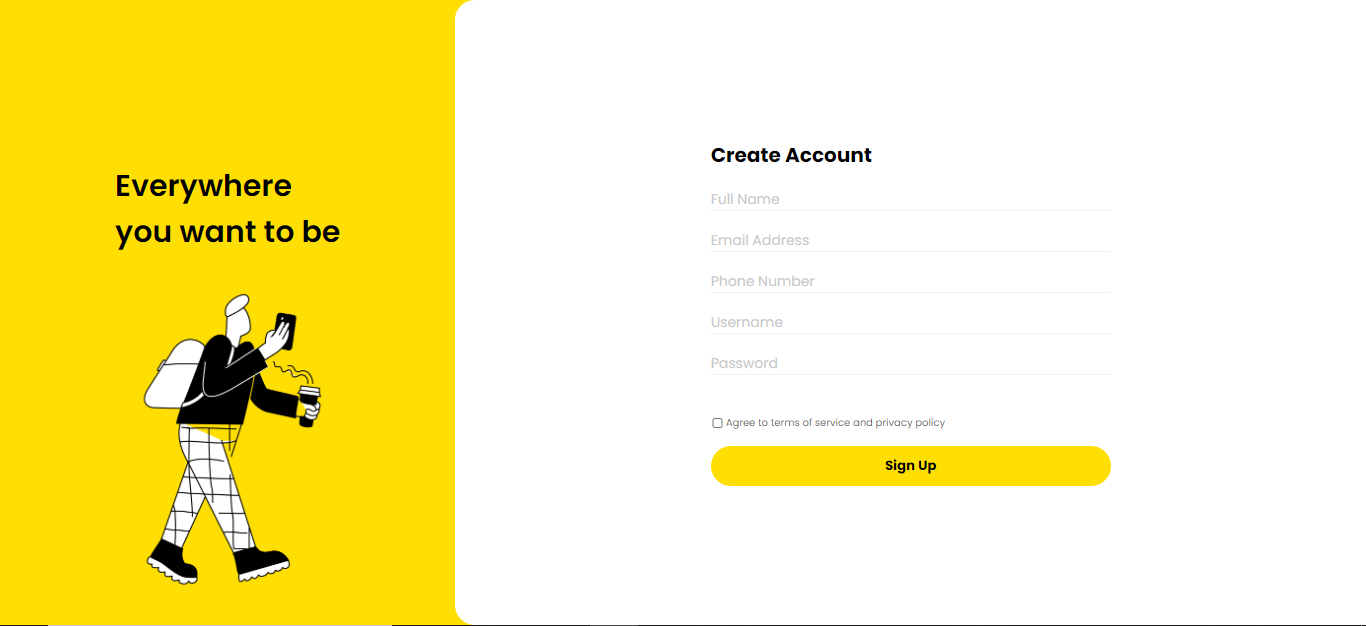 Everywhere
you want to be
Create Account
Full Name
Email Address
Phone Number
Username
Password
Agree to terms of service and privacy policy
Sign Up